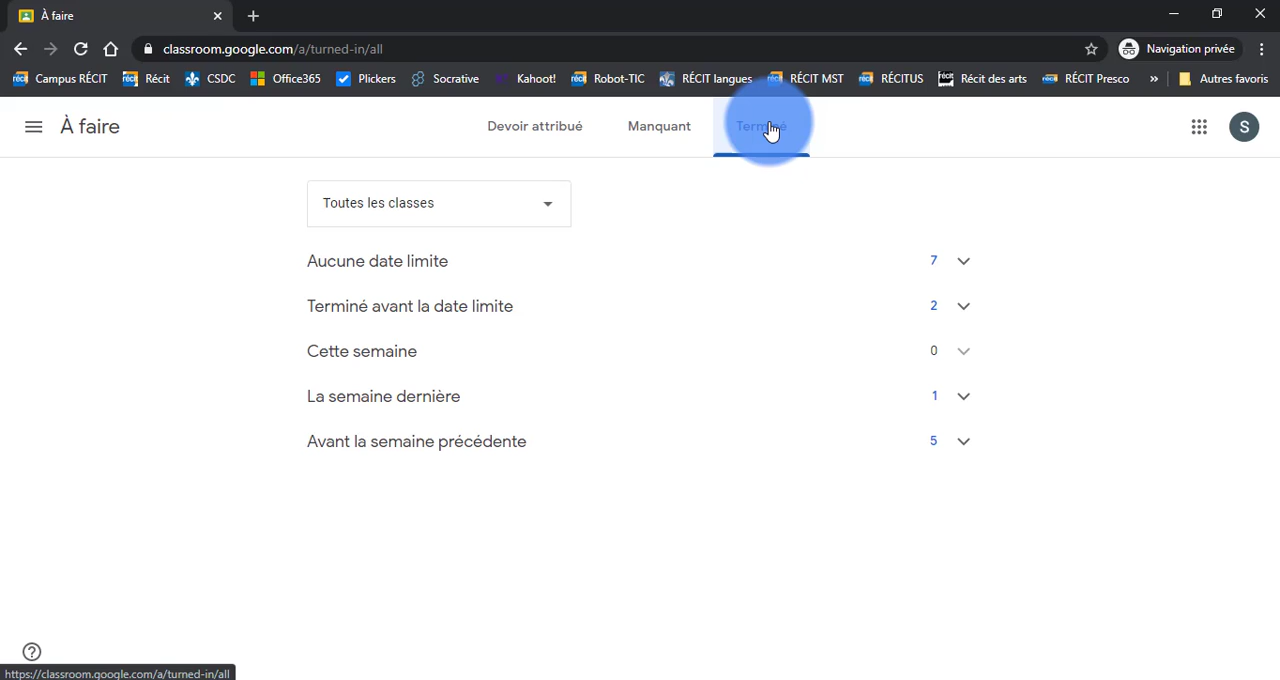 À faire
classroom.google.com/a/turned-in/all
Navigation privée
Campus RÉCIT Récit CSDC Office365 Plickers Socrative Kahoot! Robot-TIC RÉCIT langues RÉCIT MST RÉCITUS Récit des arts RÉCIT Presco » Autres favoris
À faire Devoir attribué Manquant Terminé S
Toutes les classes
Aucune date limite 7
Terminé avant la date limite 2
Cette semaine 0
La semaine dernière 1
Avant la semaine précédente 5
https://classroom.google.com/a/turned-in/all